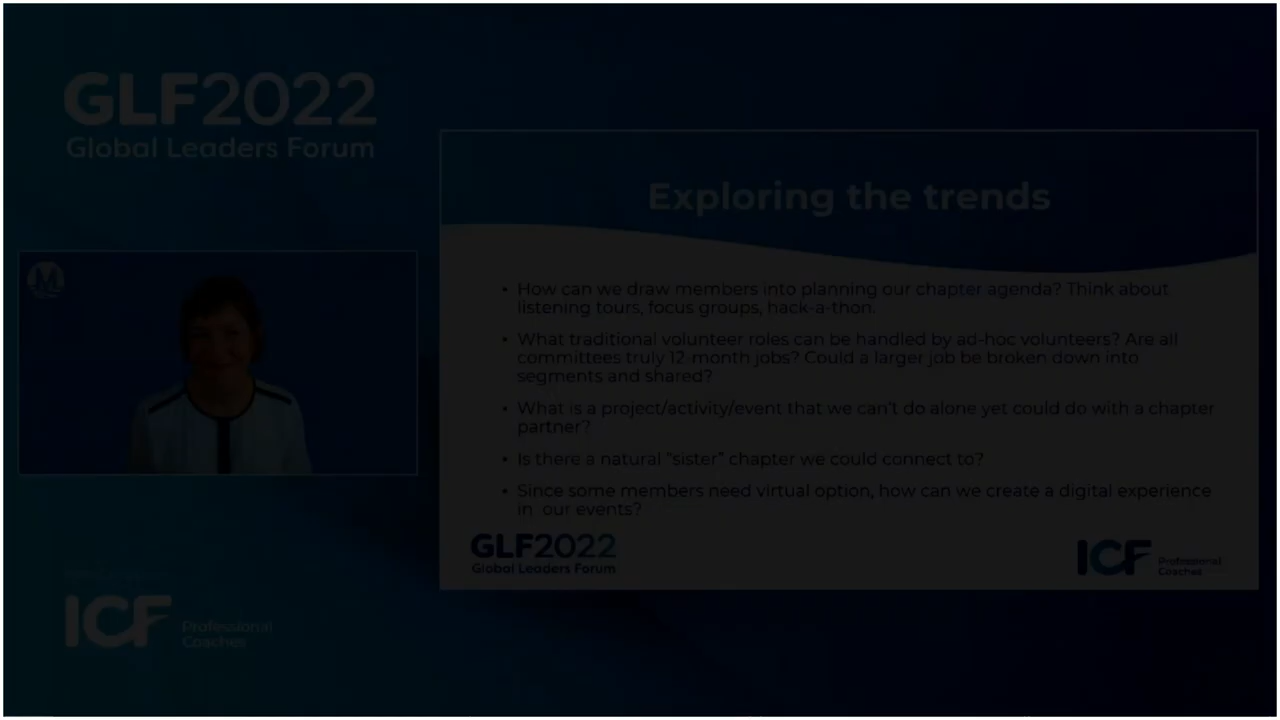 GLF2022
Global Leaders Forum
Exploring the trends
M
• How can we draw members into planning our chapter agenda? Think about
listening tours, focus groups, hack-a-thon.
• What traditional volunteer roles can be handled by ad-hoc volunteers? Are all
committees truly 12-month jobs? Could a larger job be broken down into
segments and shared?
• What is a project/activity/event that we can't do alone yet could do with a chapter
partner?
• Is there a natural "sister" chapter we could connect to?
• Since some members need virtual option, how can we create a digital experience
in our events?
GLF2022
Global Leaders Forum
ICF Professional
Coaches
ICF Professional
Coaches